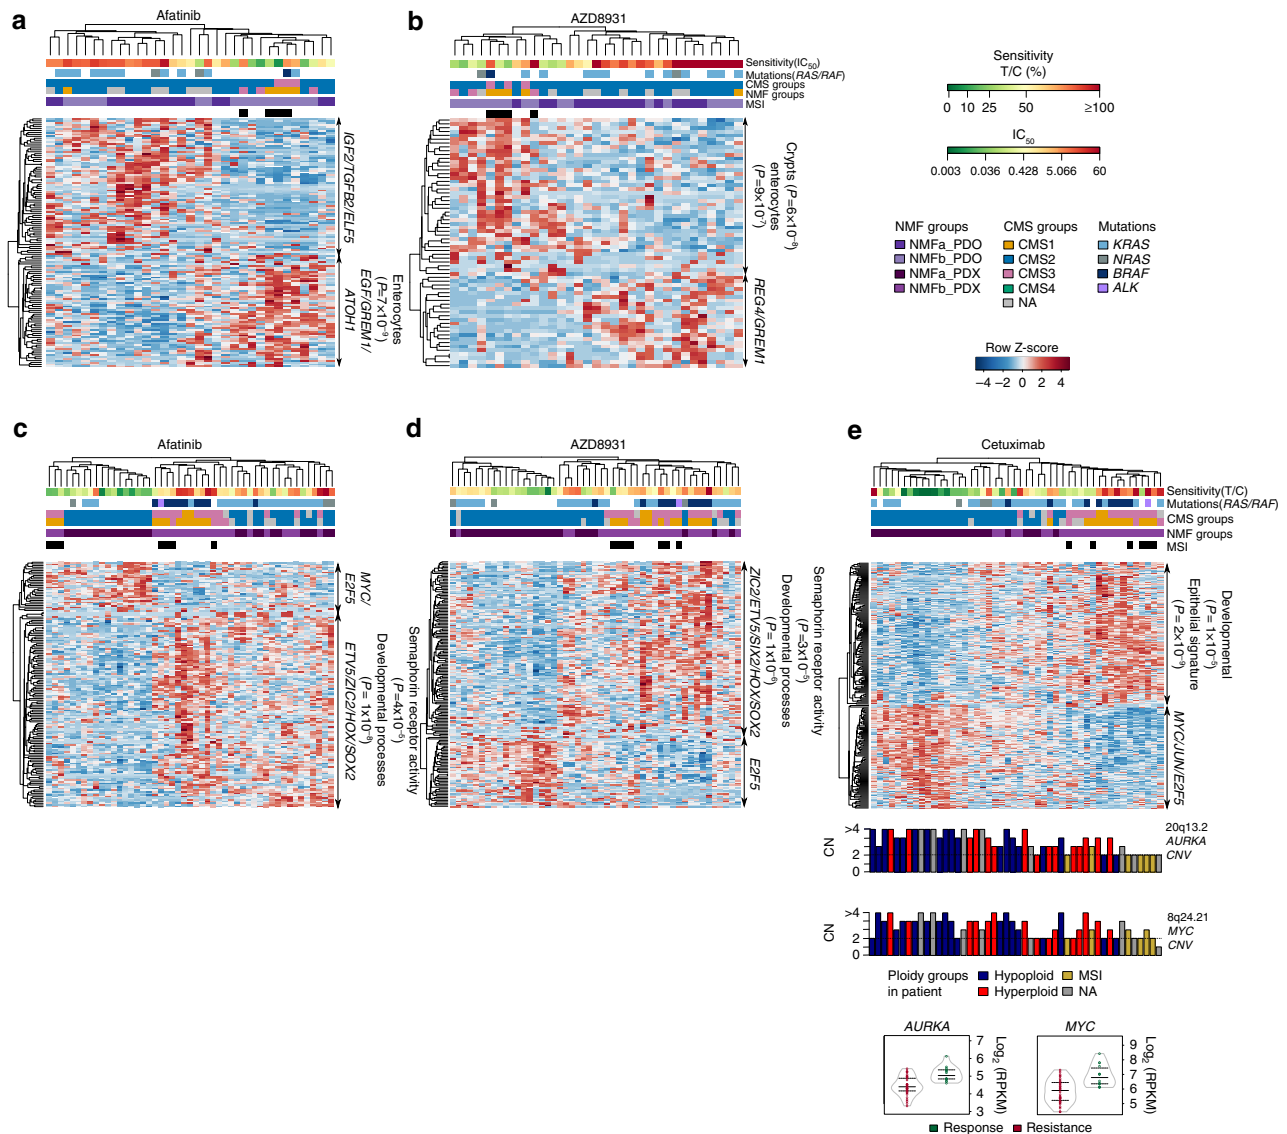 a
Afatinib
IGF2/TGFB2/ELF5
Enterocytes
(P=7×10⁻⁹)
EGF/GREM1/
ATOH1
b
AZD8931
Sensitivity(IC50)
Mutations(RAS/RAF)
CMS groups
NMF groups
MSI
Crypts (P=6×10⁻⁸)
enterocytes
(P=9×10⁻⁷)
REG4/GREM1
Sensitivity
T/C (%)
0 10 25 50 ≥100
IC50
0.003 0.036 0.428 5.066 60
NMF groups
NMFa_PDO
NMFb_PDO
NMFa_PDX
NMFb_PDX
CMS groups
CMS1
CMS2
CMS3
CMS4
NA
Mutations
KRAS
NRAS
BRAF
ALK
Row Z-score
−4 −2 0 2 4
c
Afatinib
MYC/
E2F5
Semaphorin receptor activity
(P=4×10⁻⁵)
Developmental processes
(P = 1×10⁻⁸)
ETV5/ZIC2/HOX/SOX2
d
AZD8931
Semaphorin receptor activity
(P=3×10⁻⁵)
Developmental processes
(P = 1×10⁻⁶)
ZIC2/ETV5/SIX2/HOX/SOX2
E2F5
e
Cetuximab
Sensitivity(T/C)
Mutations(RAS/RAF)
CMS groups
NMF groups
MSI
Developmental
(P = 1×10⁻⁵)
Epithelial signature
(P = 2×10⁻⁹)
MYC/JUN/E2F5
CN
>4
2
0
20q13.2
AURKA
CNV
CN
>4
2
0
8q24.21
MYC
CNV
Ploidy groups
in patient
Hypoploid
Hyperploid
MSI
NA
AURKA
7
6
5
4
3
Log2 (RPKM)
MYC
9
8
7
6
5
Log2 (RPKM)
Response
Resistance